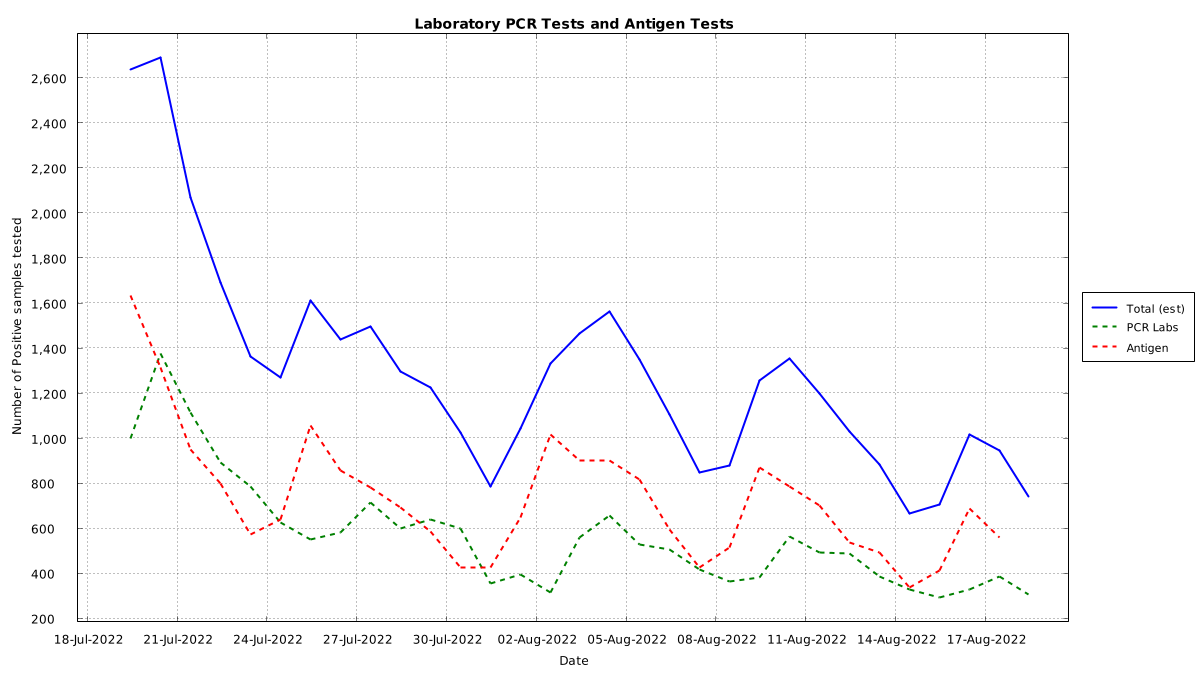 Laboratory PCR Tests and Antigen Tests
Number of Positive samples tested
2,600
2,400
2,200
2,000
1,800
1,600
1,400
1,200
1,000
800
600
400
200
18-Jul-2022 21-Jul-2022 24-Jul-2022 27-Jul-2022 30-Jul-2022 02-Aug-2022 05-Aug-2022 08-Aug-2022 11-Aug-2022 14-Aug-2022 17-Aug-2022
Date
Total (est)
PCR Labs
Antigen